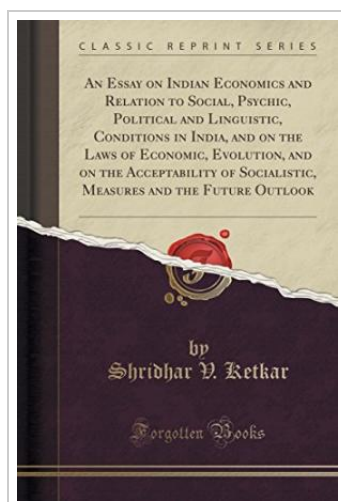 CLASSIC REPRINT SERIES
AN ESSAY ON INDIAN ECONOMICS AND
RELATION TO SOCIAL, PSYCHIC,
POLITICAL AND LINGUISTIC,
CONDITIONS IN INDIA, AND ON THE
LAWS OF ECONOMIC, EVOLUTION, AND
ON THE ACCEPTABILITY OF SOCIALISTIC,
MEASURES AND THE FUTURE OUTLOOK
by
Shridhar V. Ketkar
Forgotten Books